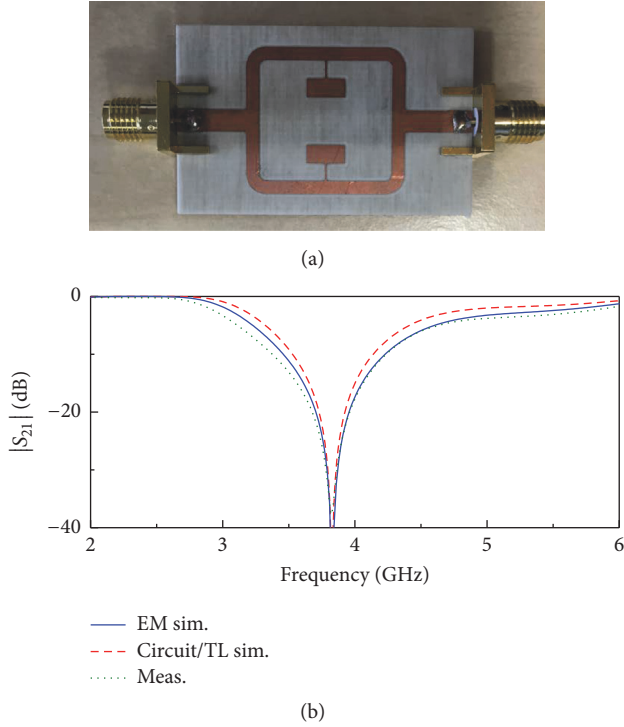 (a)
0
−20
−40
|S21| (dB)
2
3
4
5
6
Frequency (GHz)
EM sim.
Circuit/TL sim.
Meas.
(b)